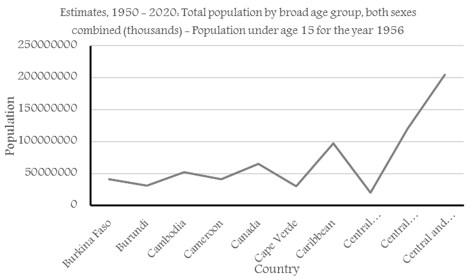 Estimates, 1950 - 2020: Total population by broad age group, both sexes
combined (thousands) - Population under age 15 for the year 1956
250000000
200000000
150000000
100000000
50000000
0
Population
Burkina Faso
Burundi
Cambodia
Cameroon
Canada
Cape Verde
Caribbean
Central...
Central...
Central and...
Country